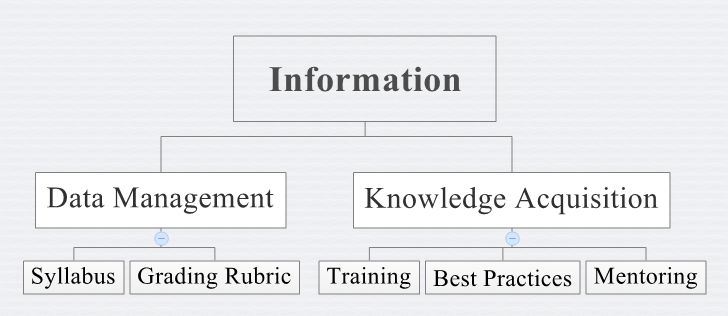 Information
Data Management
Knowledge Acquisition
Syllabus
Grading Rubric
Training
Best Practices
Mentoring